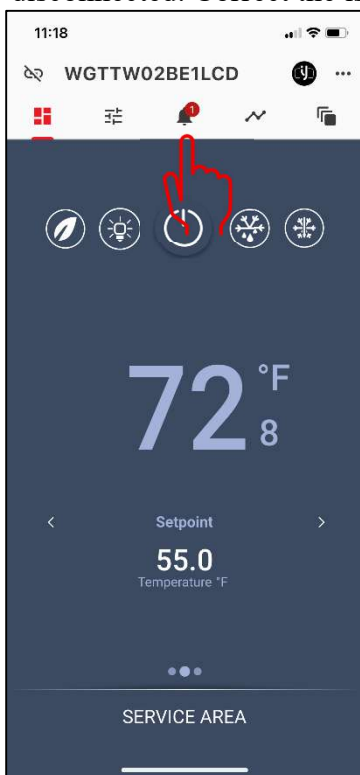 11:18
WGTTW02BE1LCD
1
72 °F
8
Setpoint
55.0
Temperature °F
SERVICE AREA